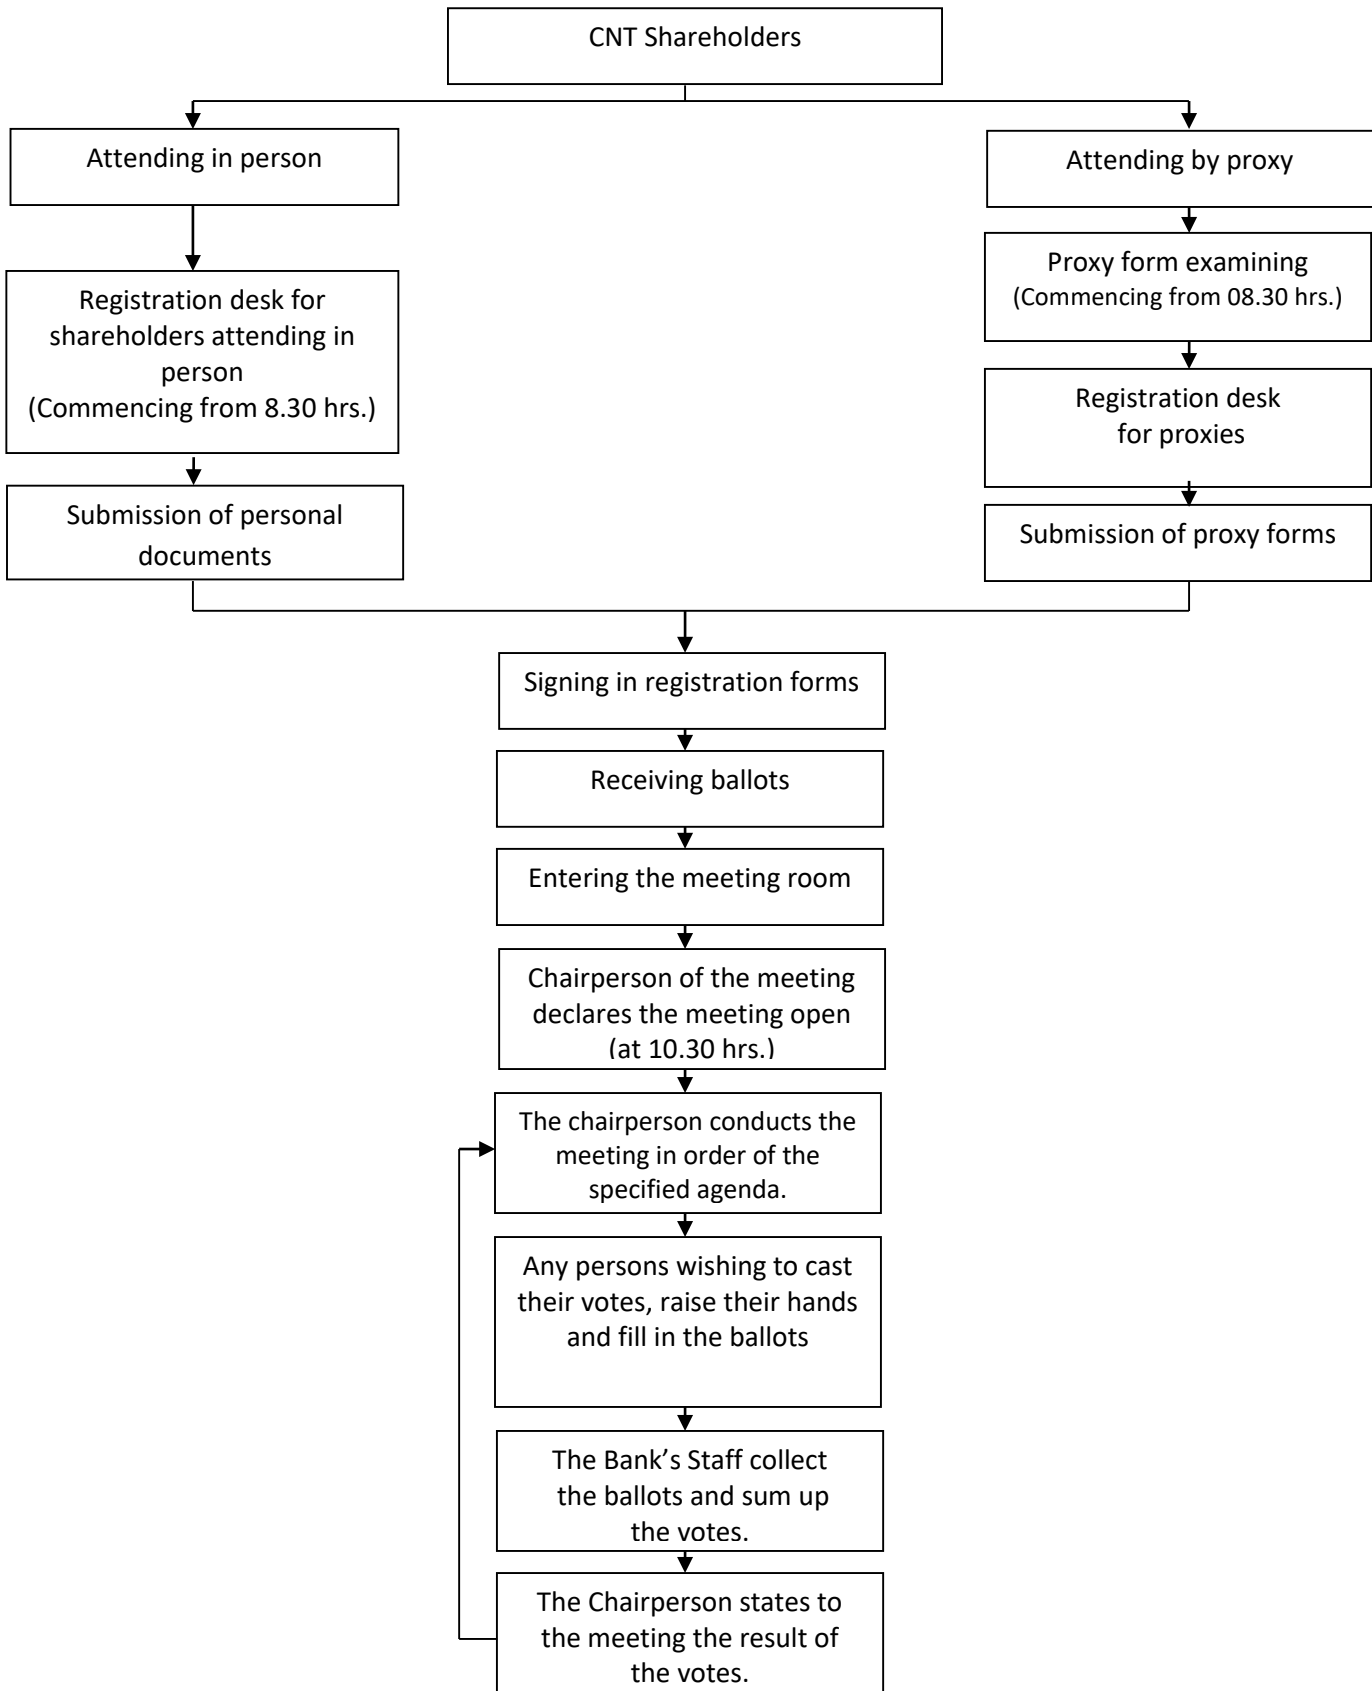 CNT Shareholders
Attending in person
Attending by proxy
Registration desk for
shareholders attending in
person
(Commencing from 8.30 hrs.)
Proxy form examining
(Commencing from 08.30 hrs.)
Registration desk
for proxies
Submission of personal
documents
Submission of proxy forms
Signing in registration forms
Receiving ballots
Entering the meeting room
Chairperson of the meeting
declares the meeting open
(at 10.30 hrs.)
The chairperson conducts the
meeting in order of the
specified agenda.
Any persons wishing to cast
their votes, raise their hands
and fill in the ballots
The Bank’s Staff collect
the ballots and sum up
the votes.
The Chairperson states to
the meeting the result of
the votes.